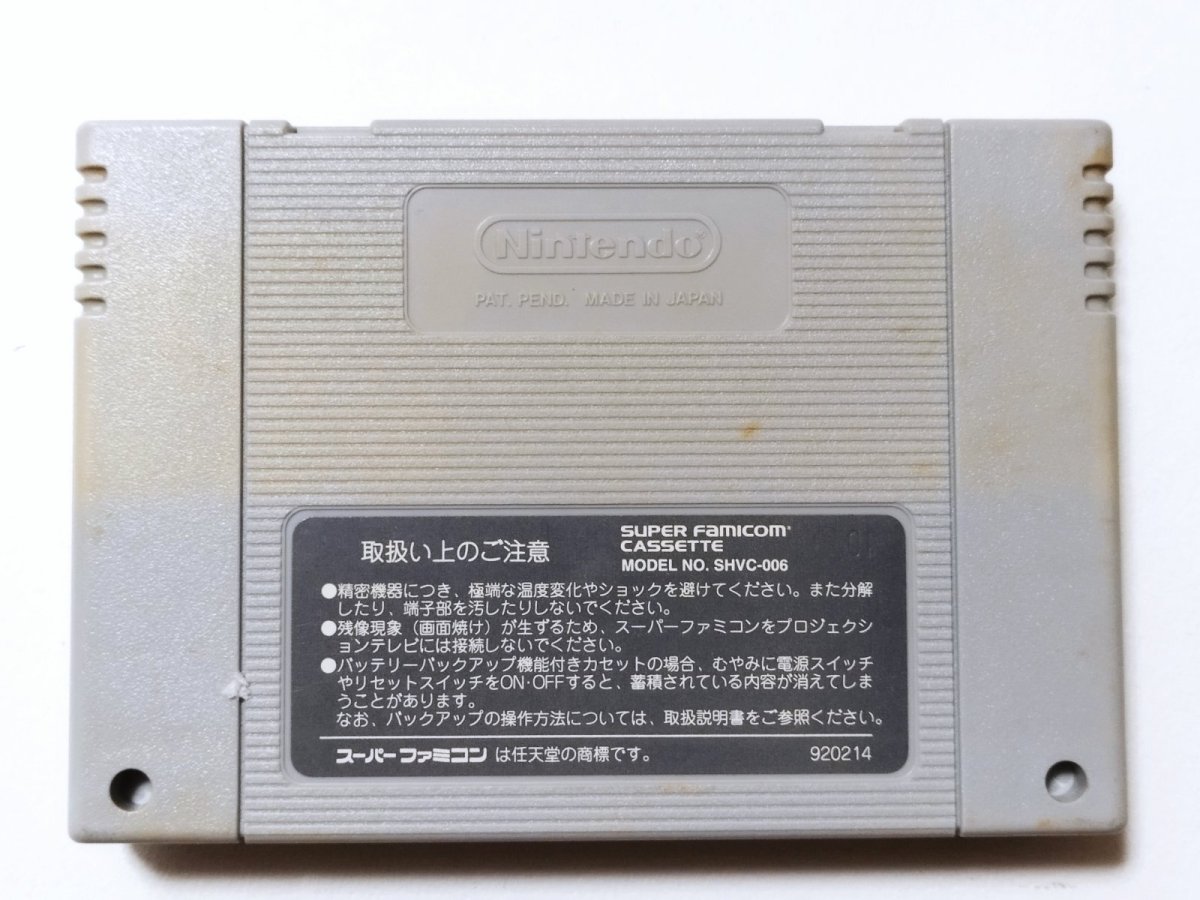 Nintendo®
PAT. PEND. MADE IN JAPAN
取扱い上のご注意
SUPER FAMICOM®
CASSETTE
MODEL NO. SHVC-006
●精密機器につき、極端な温度変化やショックを避けてください。また分解
したり、端子部を汚したりしないでください。
●残像現象（画面焼け）が生ずるため、スーパーファミコンをプロジェクシ
ョンテレビには接続しないでください。
●バッテリーバックアップ機能付きカセットの場合、むやみに電源スイッチ
やリセットスイッチをON·OFFすると、蓄積されている内容が消えてしま
うことがあります。
なお、バックアップの操作方法については、取扱説明書をご参照ください。
スーパーファミコン は任天堂の商標です。
920214